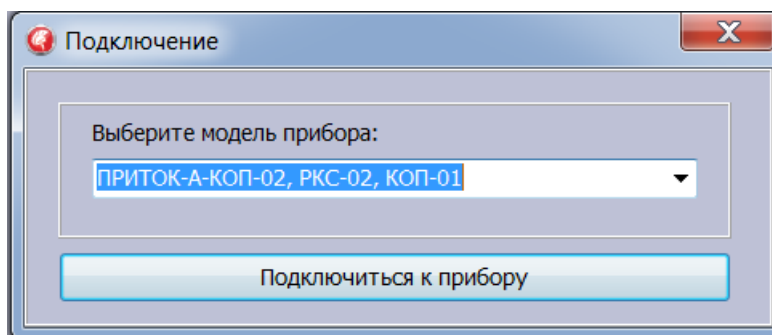 Подключение
Выберите модель прибора:
ПРИТОК-А-КОП-02, РКС-02, КОП-01
Подключиться к прибору